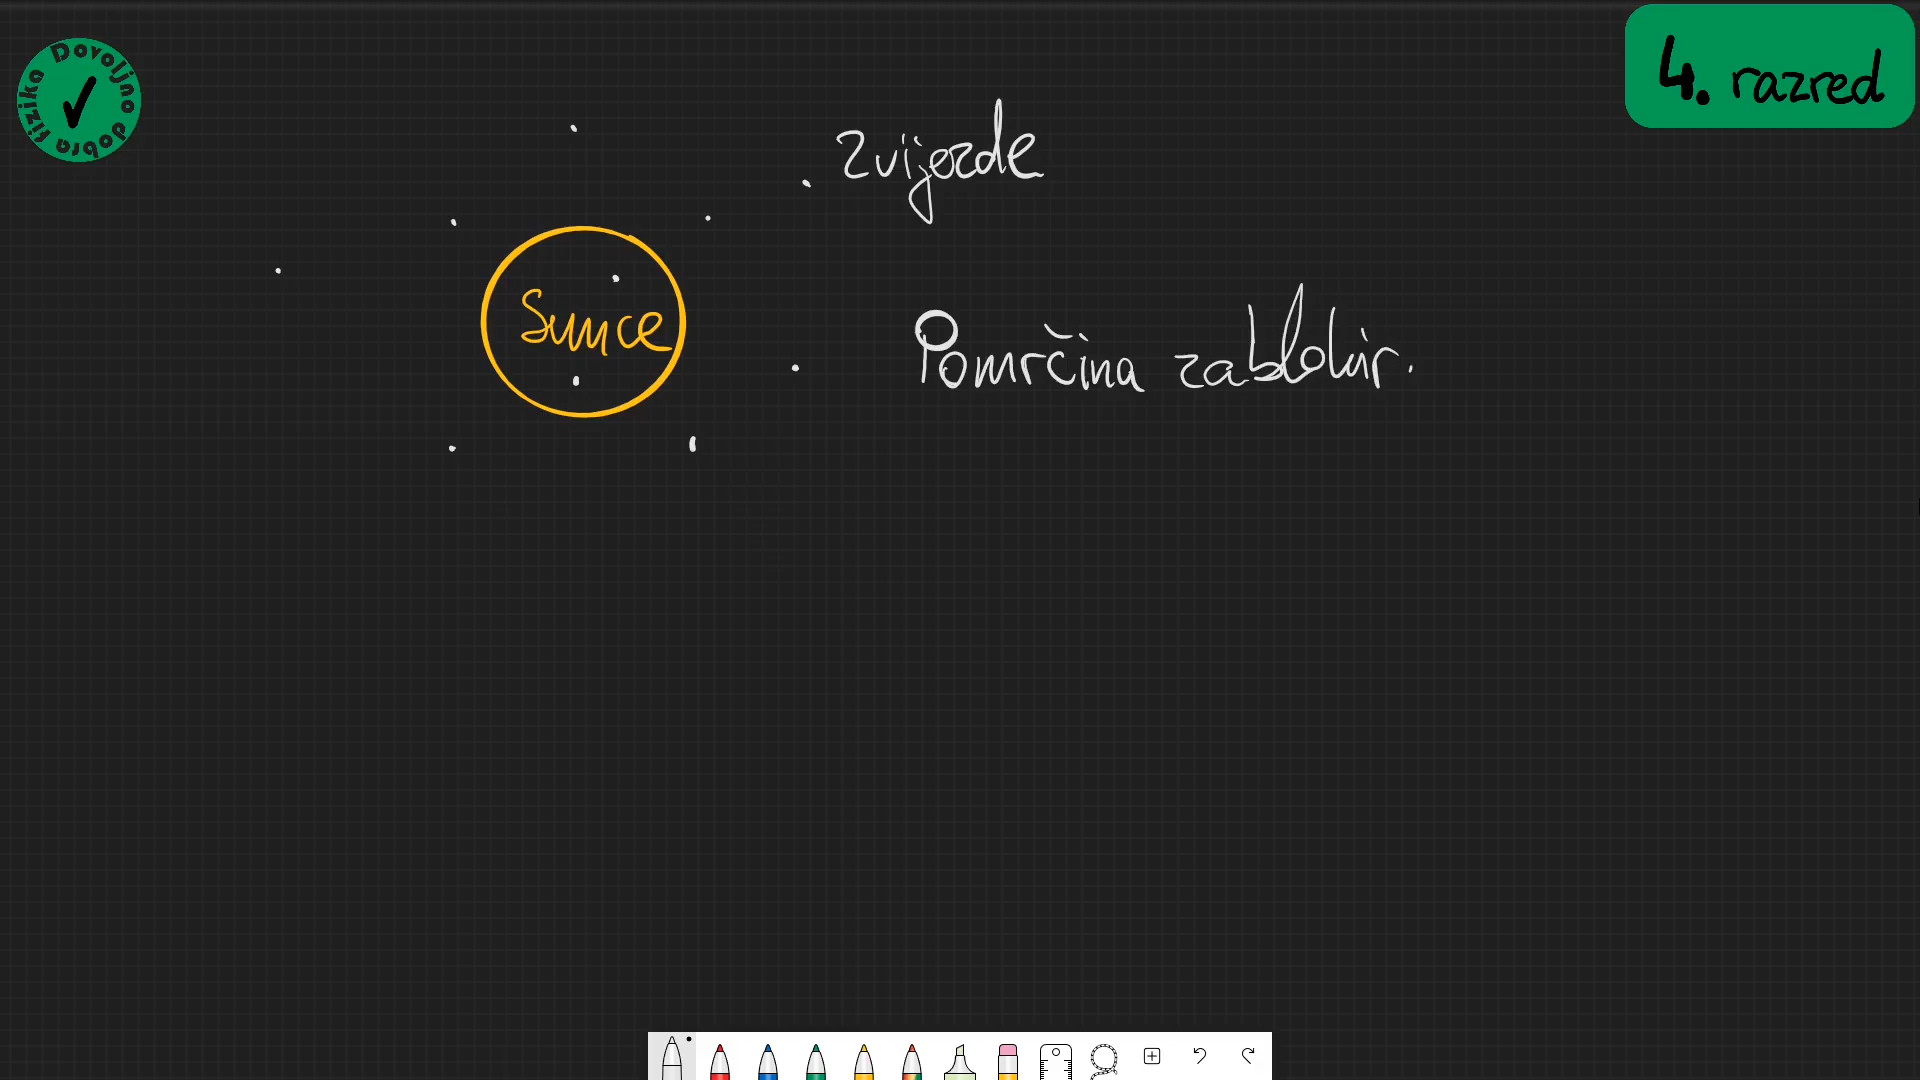 Dovoljno dobra fizika
4. razred
Zvijezde
Sunce
Pomrčina zablokir.